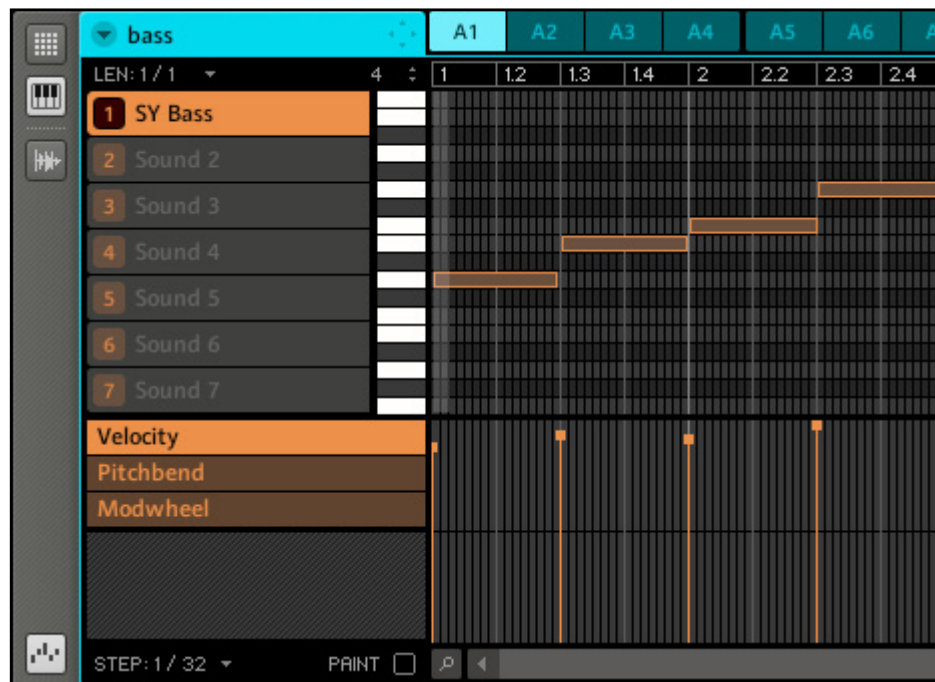 bass A1 A2 A3 A4 A5 A6
LEN: 1 / 1 4 1 1.2 1.3 1.4 2 2.2 2.3 2.4
1 SY Bass
2 Sound 2
3 Sound 3
4 Sound 4
5 Sound 5
6 Sound 6
7 Sound 7
Velocity
Pitchbend
Modwheel
STEP: 1 / 32 PAINT